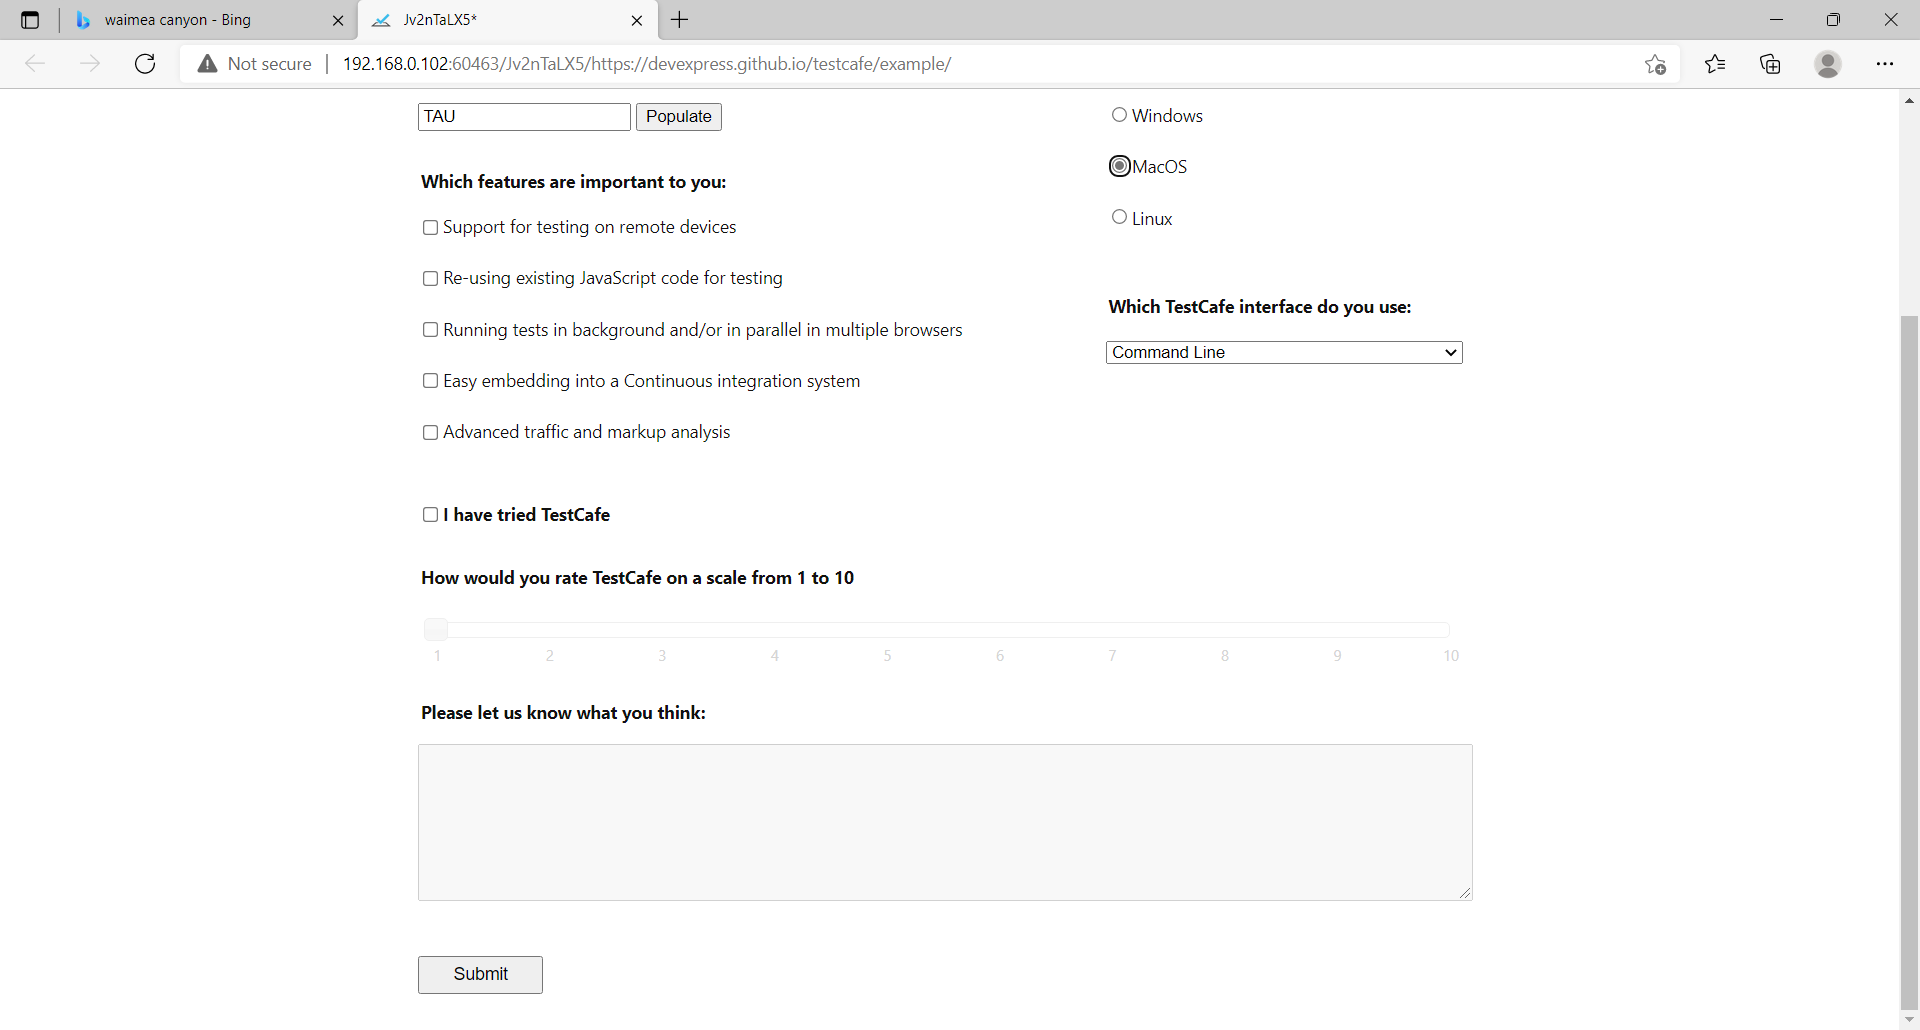 waimea canyon - Bing
Jv2nTaLX5*
Not secure
192.168.0.102:60463/Jv2nTaLX5/https://devexpress.github.io/testcafe/example/
TAU
Populate
Windows
MacOS
Linux
Which features are important to you:
Support for testing on remote devices
Re-using existing JavaScript code for testing
Running tests in background and/or in parallel in multiple browsers
Easy embedding into a Continuous integration system
Advanced traffic and markup analysis
Which TestCafe interface do you use:
Command Line
I have tried TestCafe
How would you rate TestCafe on a scale from 1 to 10
1 2 3 4 5 6 7 8 9 10
Please let us know what you think:
Submit